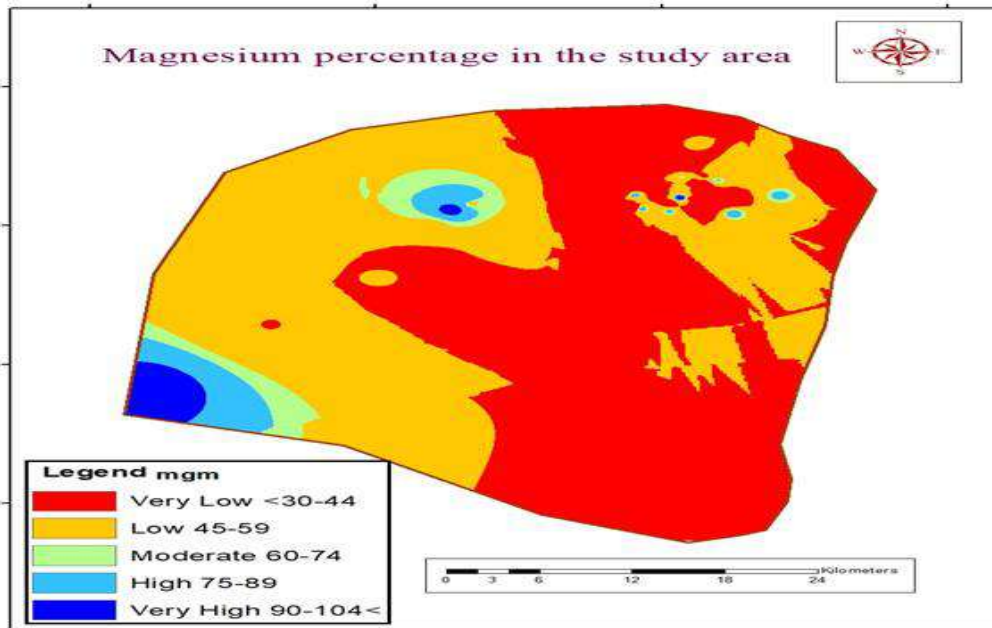 Magnesium percentage in the study area
N
W E
S
Legend mgm
Very Low <30-44
Low 45-59
Moderate 60-74
High 75-89
Very High 90-104<
Kilometers
0 3 6 12 18 24